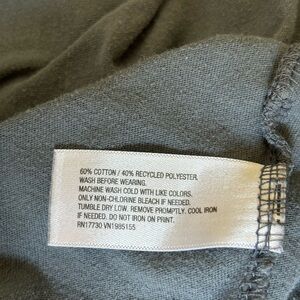 60% COTTON / 40% RECYCLED POLYESTER.
WASH BEFORE WEARING.
MACHINE WASH COLD WITH LIKE COLORS.
ONLY NON-CHLORINE BLEACH IF NEEDED.
TUMBLE DRY LOW. REMOVE PROMPTLY. COOL IRON
IF NEEDED. DO NOT IRON ON PRINT.
RN17730 VN1985155